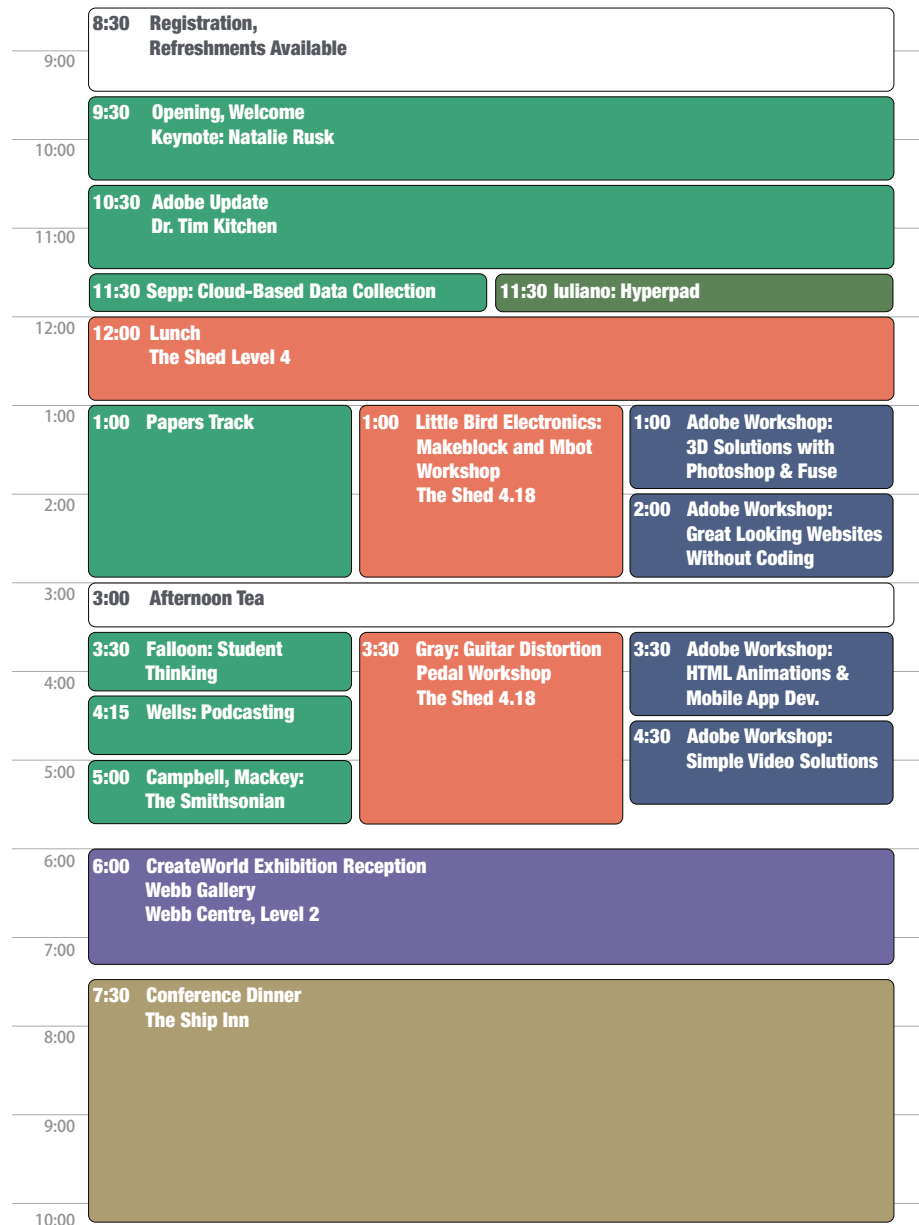 8:30 Registration,
Refreshments Available
9:00
9:30 Opening, Welcome
Keynote: Natalie Rusk
10:00
10:30 Adobe Update
Dr. Tim Kitchen
11:00
11:30 Sepp: Cloud-Based Data Collection
11:30 Iuliano: Hyperpad
12:00
12:00 Lunch
The Shed Level 4
1:00
1:00 Papers Track
1:00 Little Bird Electronics:
Makeblock and Mbot
Workshop
The Shed 4.18
1:00 Adobe Workshop:
3D Solutions with
Photoshop & Fuse
2:00
2:00 Adobe Workshop:
Great Looking Websites
Without Coding
3:00
3:00 Afternoon Tea
3:30 Falloon: Student
Thinking
3:30 Gray: Guitar Distortion
Pedal Workshop
The Shed 4.18
3:30 Adobe Workshop:
HTML Animations &
Mobile App Dev.
4:00
4:15 Wells: Podcasting
4:30 Adobe Workshop:
Simple Video Solutions
5:00
5:00 Campbell, Mackey:
The Smithsonian
6:00
6:00 CreateWorld Exhibition Reception
Webb Gallery
Webb Centre, Level 2
7:00
7:30 Conference Dinner
The Ship Inn
8:00
9:00
10:00